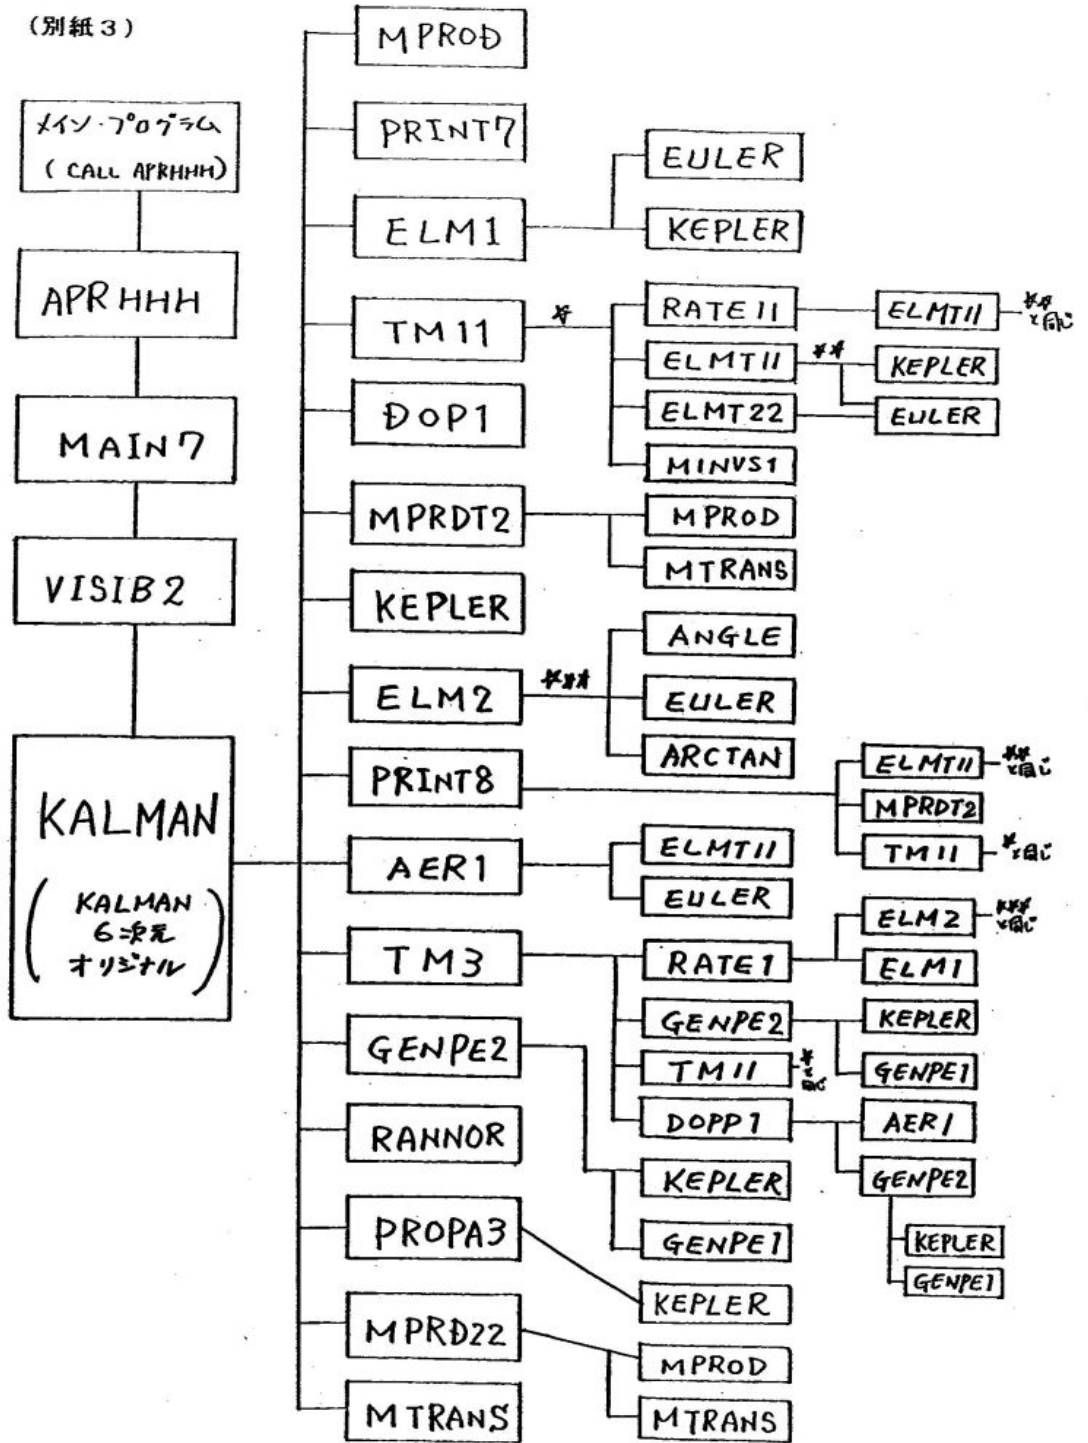 (別紙3)
メイン・プログラム
( CALL APRHHH)
APRHHH
MAIN7
VISIB2
KALMAN
KALMAN
6次元
オリジナル
MPROD
PRINT7
ELM1
EULER
KEPLER
TM11
*
RATE11
ELMT11
**
と同じ
ELMT11
**
KEPLER
ELMT22
EULER
MINVS1
DOP1
MPRDT2
MPROD
MTRANS
KEPLER
ELM2
***
ANGLE
EULER
ARCTAN
PRINT8
ELMT11
**
と同じ
MPRDT2
TM11
*と同じ
AER1
ELMT11
EULER
TM3
RATE1
ELM2
***
と同じ
ELM1
GENPE2
KEPLER
GENPE1
TM11
*
と
同じ
DOPP1
AER1
GENPE2
KEPLER
GENPE1
GENPE2
KEPLER
GENPE1
RANNOR
PROPA3
KEPLER
MPRD22
MPROD
MTRANS
MTRANS